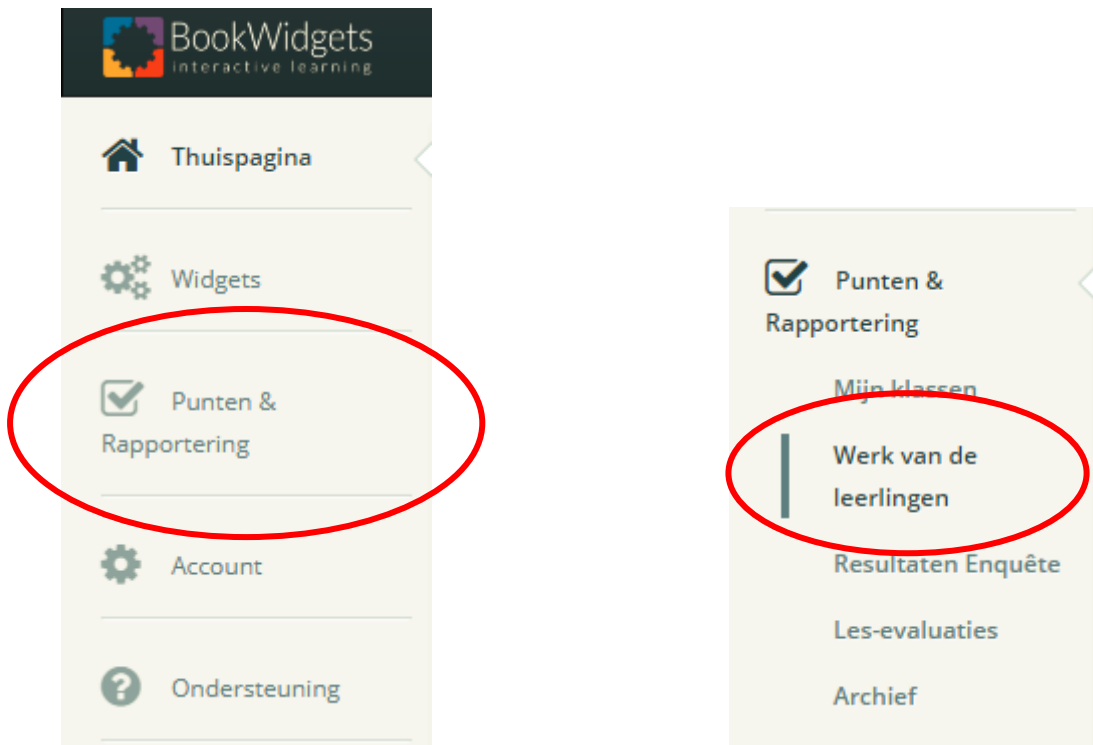 BookWidgets
interactive learning
Thuispagina
Widgets
Punten &
Rapportering
Account
Ondersteuning
Punten &
Rapportering
Mijn klassen
Werk van de
leerlingen
Resultaten Enquête
Les-evaluaties
Archief